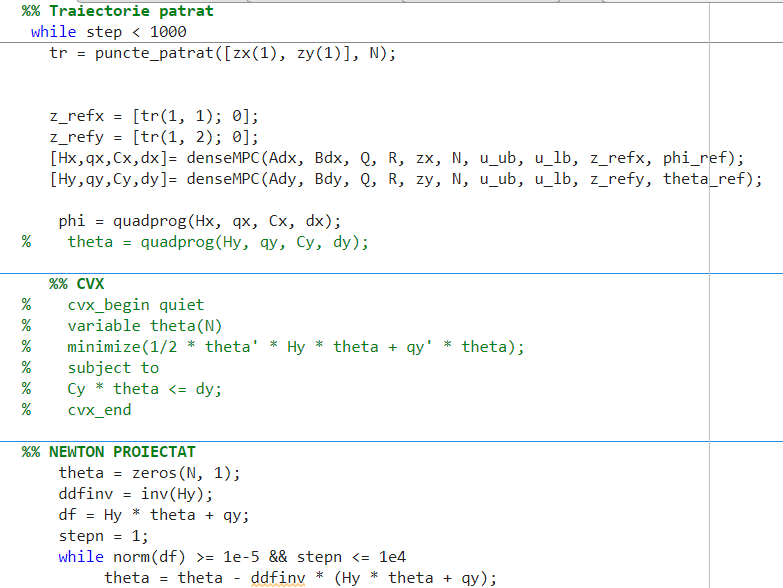 %% Traiectorie patrat
while step < 1000
tr = puncte_patrat([zx(1), zy(1)], N);
z_refx = [tr(1, 1); 0];
z_refy = [tr(1, 2); 0];
[Hx,qx,Cx,dx]= denseMPC(Adx, Bdx, Q, R, zx, N, u_ub, u_lb, z_refx, phi_ref);
[Hy,qy,Cy,dy]= denseMPC(Ady, Bdy, Q, R, zy, N, u_ub, u_lb, z_refy, theta_ref);
phi = quadprog(Hx, qx, Cx, dx);
% theta = quadprog(Hy, qy, Cy, dy);
%% CVX
% cvx_begin quiet
% variable theta(N)
% minimize(1/2 * theta' * Hy * theta + qy' * theta);
% subject to
% Cy * theta <= dy;
% cvx_end
%% NEWTON PROIECTAT
theta = zeros(N, 1);
ddfinv = inv(Hy);
df = Hy * theta + qy;
stepn = 1;
while norm(df) >= 1e-5 && stepn <= 1e4
theta = theta - ddfinv * (Hy * theta + qy);